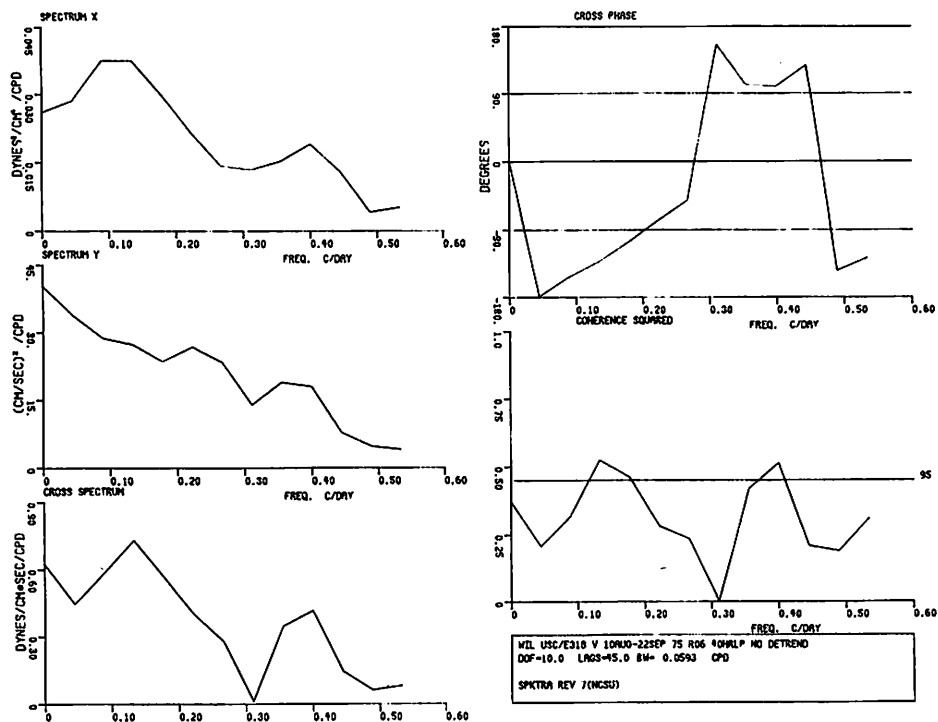 SPECTRUM X
0.045
0.030
0.015
0
DYNES²/CM⁴ /CPD
0 0.10 0.20 0.30 0.40 0.50 0.60
FREQ. C/DAY
SPECTRUM Y
45.
30.
15.
0
(CM/SEC)² /CPD
0 0.10 0.20 0.30 0.40 0.50 0.60
FREQ. C/DAY
CROSS SPECTRUM
0.90
0.60
0.30
0
DYNES/CM*SEC/CPD
0 0.10 0.20 0.30 0.40 0.50 0.60
CROSS PHASE
180.
90.
0
-90.
-180.
DEGREES
0 0.10 0.20 0.30 0.40 0.50 0.60
FREQ. C/DAY
COHERENCE SQUARED
1.0
0.75
0.50
0.25
0
95
0 0.10 0.20 0.30 0.40 0.50 0.60
FREQ. C/DAY
WIL USC/E318 V 10AUG-22SEP 75 R06 40HRLP NO DETREND
DOF=10.0 LAGS=45.0 BW= 0.0593 CPD
SPKTRA REV 7(NCSU)